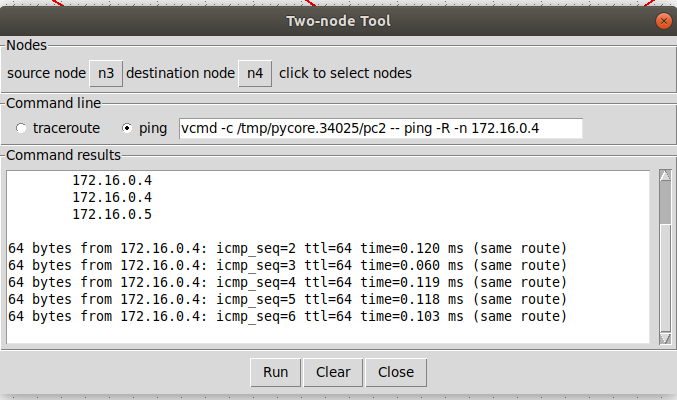 Two-node Tool
Nodes
source node n3 destination node n4 click to select nodes
Command line
traceroute ping vcmd -c /tmp/pycore.34025/pc2 -- ping -R -n 172.16.0.4
Command results
172.16.0.4
172.16.0.4
172.16.0.5
64 bytes from 172.16.0.4: icmp_seq=2 ttl=64 time=0.120 ms (same route)
64 bytes from 172.16.0.4: icmp_seq=3 ttl=64 time=0.060 ms (same route)
64 bytes from 172.16.0.4: icmp_seq=4 ttl=64 time=0.119 ms (same route)
64 bytes from 172.16.0.4: icmp_seq=5 ttl=64 time=0.118 ms (same route)
64 bytes from 172.16.0.4: icmp_seq=6 ttl=64 time=0.103 ms (same route)
Run Clear Close